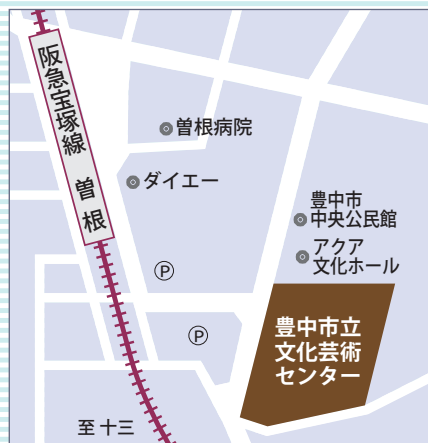 阪急宝塚線 曽根
曽根病院
ダイエー
豊中市
中央公民館
アクア
文化ホール
P
P
豊中市立
文化芸術
センター
至 十三